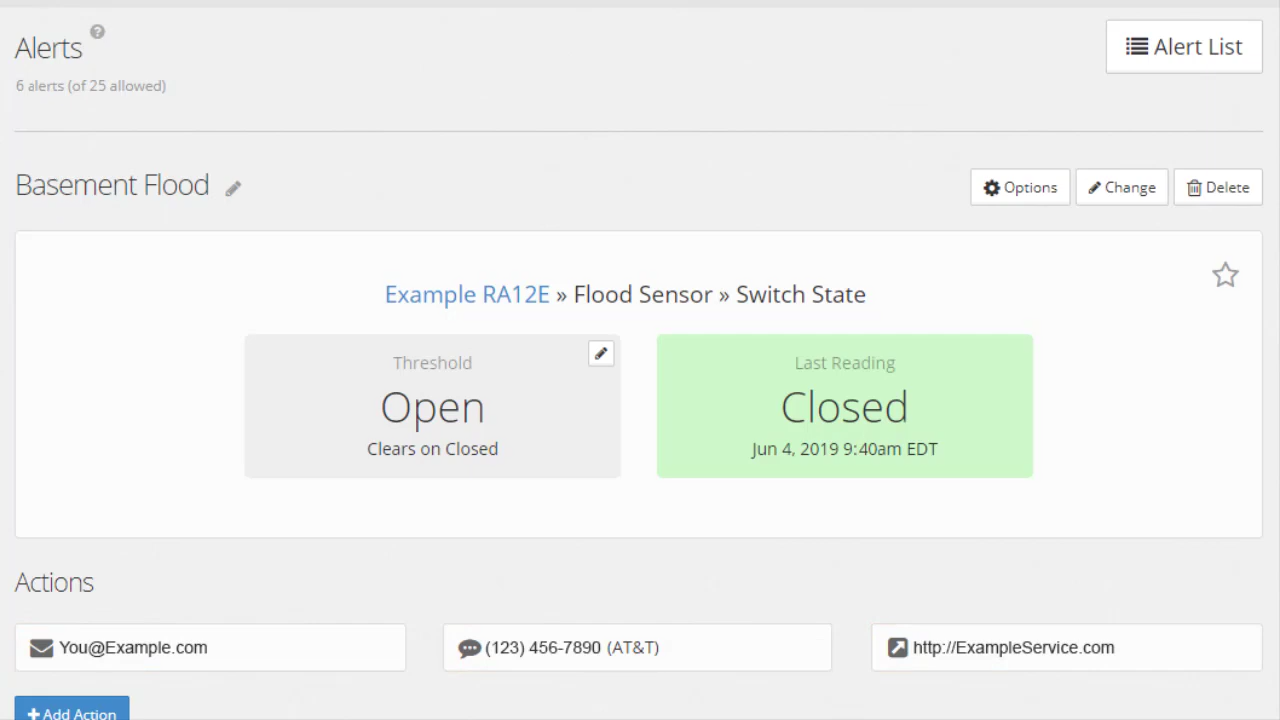 Alerts ?
6 alerts (of 25 allowed)
Alert List
Basement Flood
Options
Change
Delete
Example RA12E » Flood Sensor » Switch State
Threshold
Open
Clears on Closed
Last Reading
Closed
Jun 4, 2019 9:40am EDT
Actions
You@Example.com
(123) 456-7890 (AT&T)
http://ExampleService.com
+ Add Action